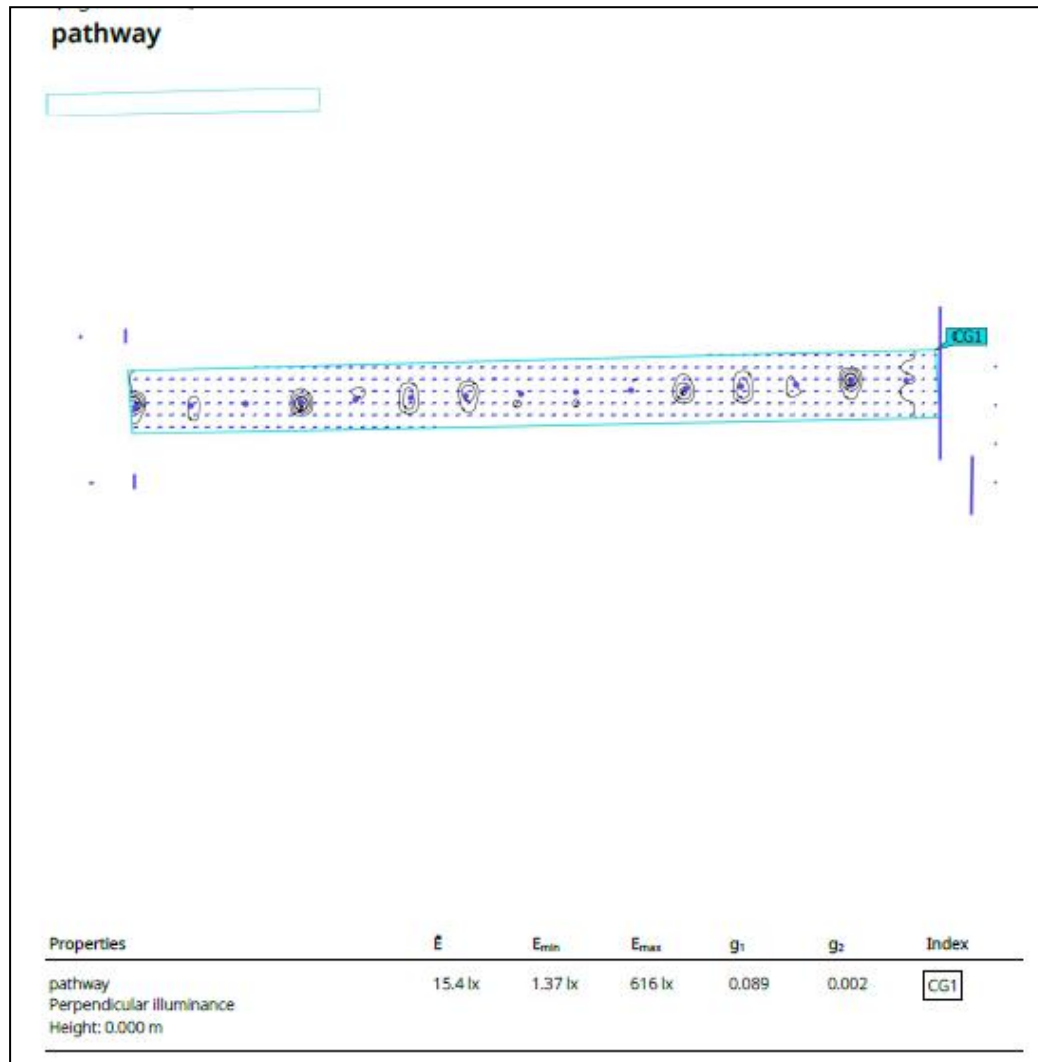 pathway
CG1
Properties Ē Emin Emax g₁ g₂ Index
pathway 15.4 lx 1.37 lx 616 lx 0.089 0.002 CG1
Perpendicular illuminance
Height: 0.000 m